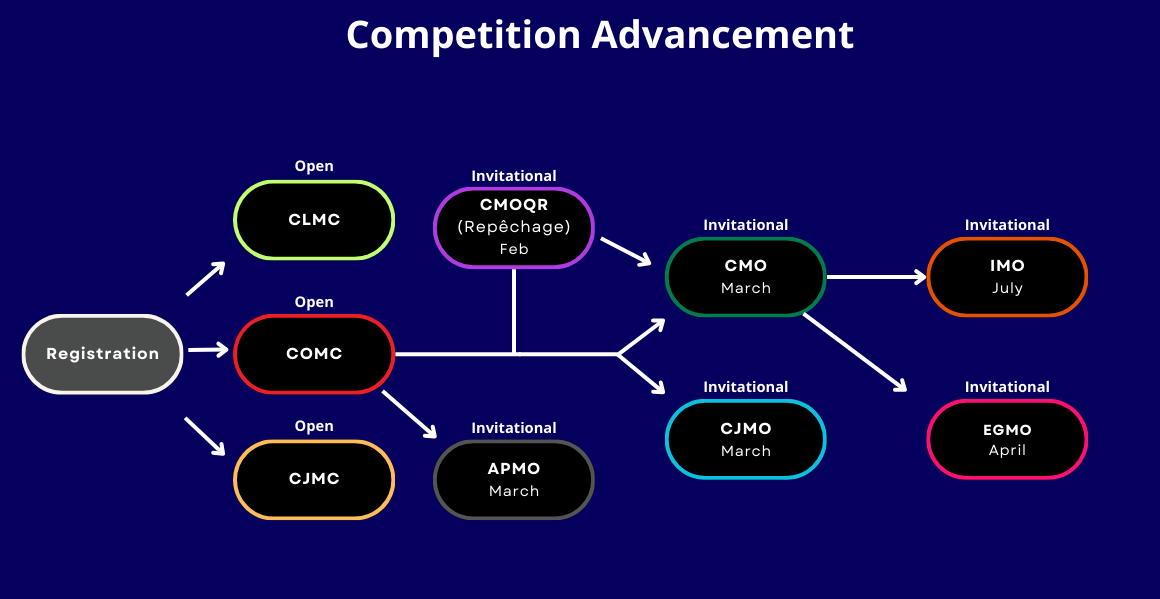 Competition Advancement
Open
CLMC
Invitational
CMOQR
(Repêchage)
Feb
Invitational
CMO
March
Invitational
IMO
July
Registration
Open
COMC
Open
CJMC
Invitational
APMO
March
Invitational
CJMO
March
Invitational
EGMO
April